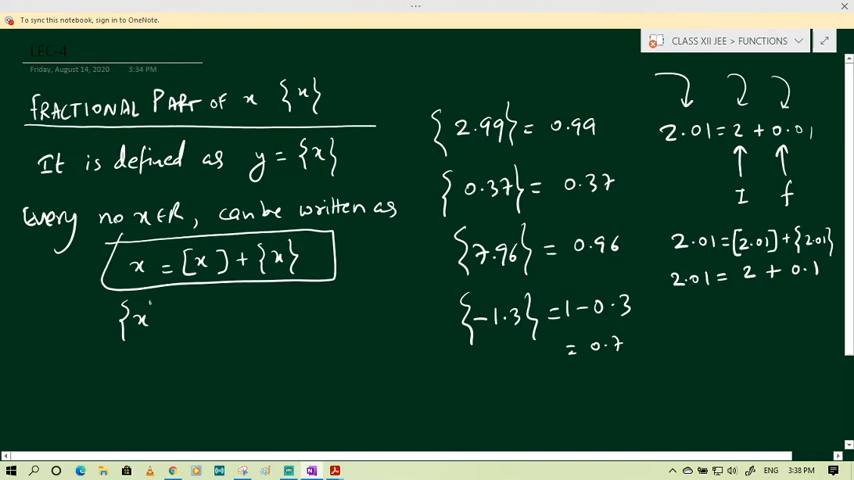 To sync this notebook, sign in to OneNote.
LEC-4
CLASS XII JEE > FUNCTIONS
Friday, August 14, 2020 3:34 PM
FRACTIONAL PART OF x {x}
It is defined as y = {x}
Every no x∈R, can be written as
x = [x] + {x}
{x
{2.99} = 0.99
{0.37} = 0.37
{7.96} = 0.96
{-1.3} = 1 - 0.3
= 0.7
2.01 = 2 + 0.01
I f
2.01 = [2.01] + {2.01}
2.01 = 2 + 0.1
ENG 3:38 PM